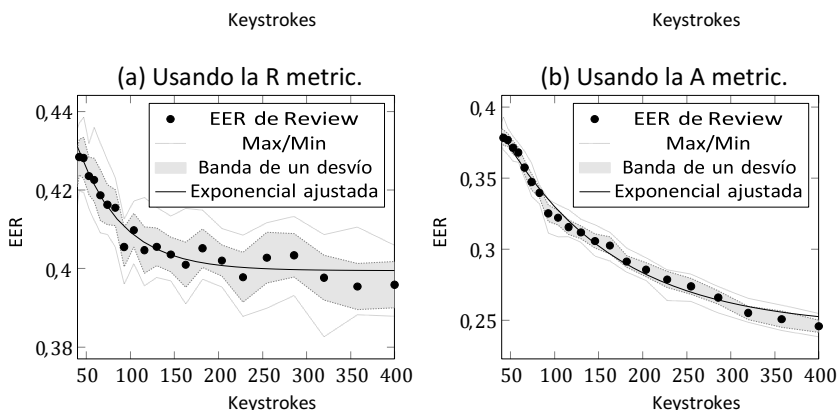 Keystrokes
Keystrokes
(a) Usando la R metric.
0,44
0,42
0,4
0,38
EER
EER de Review
Max/Min
Banda de un desvío
Exponencial ajustada
50 100 150 200 250 300 350 400
Keystrokes
(b) Usando la A metric.
0,4
0,35
0,3
0,25
EER
EER de Review
Max/Min
Banda de un desvío
Exponencial ajustada
50 100 150 200 250 300 350 400
Keystrokes